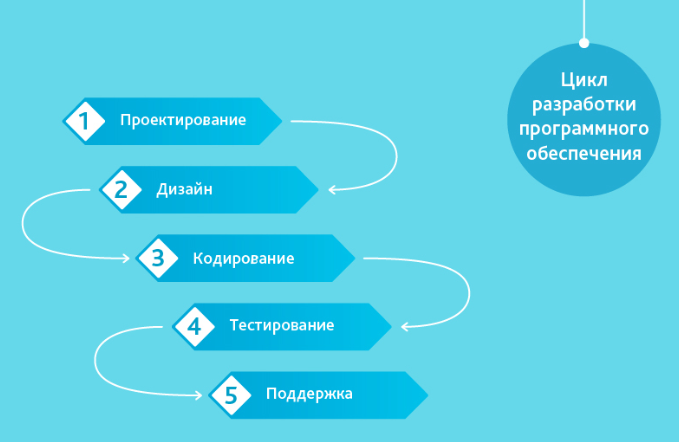 Цикл
разработки
программного
обеспечения
1 Проектирование
2 Дизайн
3 Кодирование
4 Тестирование
5 Поддержка